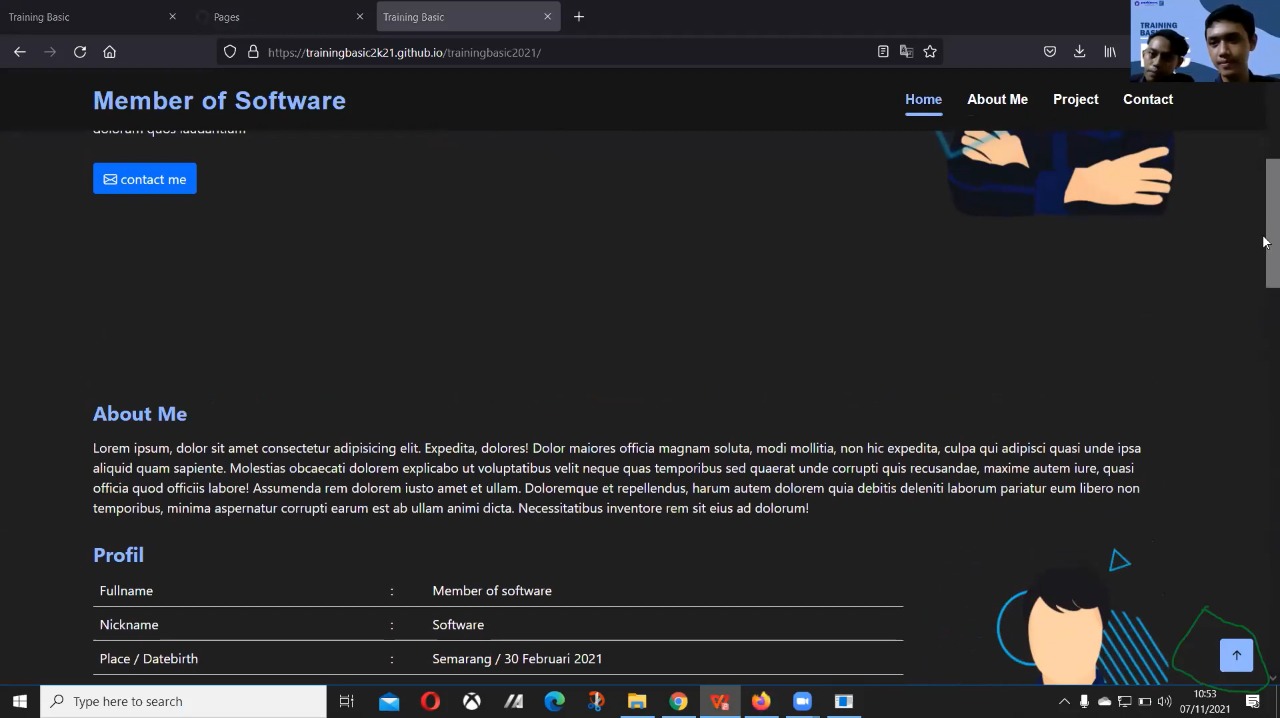 Training Basic
Pages
Training Basic
https://trainingbasic2k21.github.io/trainingbasic2021/
TRAINING
Member of Software
Home
About Me
Project
Contact
dolorum quos laudantium
contact me
About Me
Lorem ipsum, dolor sit amet consectetur adipisicing elit. Expedita, dolores! Dolor maiores officia magnam soluta, modi mollitia, non hic expedita, culpa qui adipisci quasi unde ipsa
aliquid quam sapiente. Molestias obcaecati dolorem explicabo ut voluptatibus velit neque quas temporibus sed quaerat unde corrupti quis recusandae, maxime autem iure, quasi
officia quod officiis labore! Assumenda rem dolorem iusto amet et ullam. Doloremque et repellendus, harum autem dolorem quia debitis deleniti laborum pariatur eum libero non
temporibus, minima aspernatur corrupti earum est ab ullam animi dicta. Necessitatibus inventore rem sit eius ad dolorum!
Profil
Fullname : Member of software
Nickname : Software
Place / Datebirth : Semarang / 30 Februari 2021
Type here to search
10:53
07/11/2021